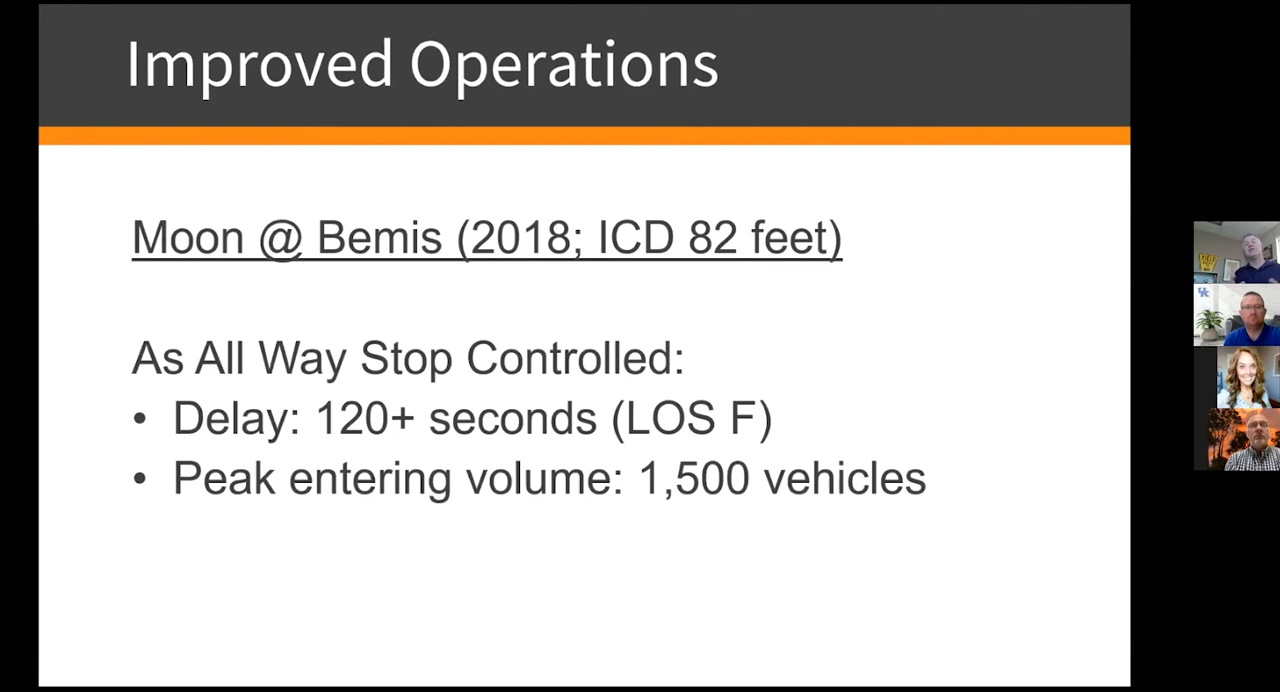 Improved Operations
Moon @ Bemis (2018; ICD 82 feet)
As All Way Stop Controlled:
• Delay: 120+ seconds (LOS F)
• Peak entering volume: 1,500 vehicles
UK